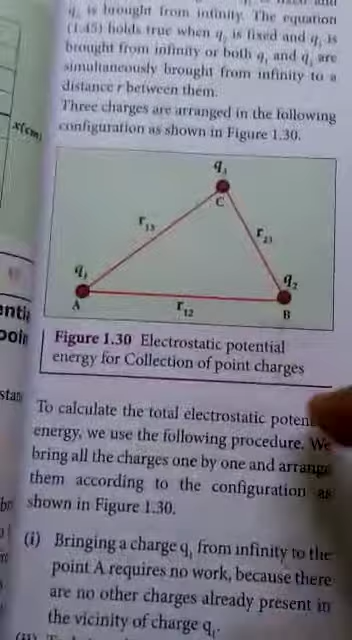 q₂ is brought from infinity. The equation
(1.45) holds true when q₂ is fixed and q₁ is
brought from infinity or both q₁ and q₂ are
simultaneously brought from infinity to a
distance r between them.
Three charges are arranged in the following
configuration as shown in Figure 1.30.
x(cm)
q₃
C
r₁₃
r₂₃
q₁
q₂
A
r₁₂
B
Figure 1.30 Electrostatic potential
energy for Collection of point charges
To calculate the total electrostatic
energy, we use the following procedure. We
bring all the charges one by one and arrange
them according to the configuration as
shown in Figure 1.30.
(i) Bringing a charge q₁ from infinity to the
point A requires no work, because there
are no other charges already present in
the vicinity of charge q₁.